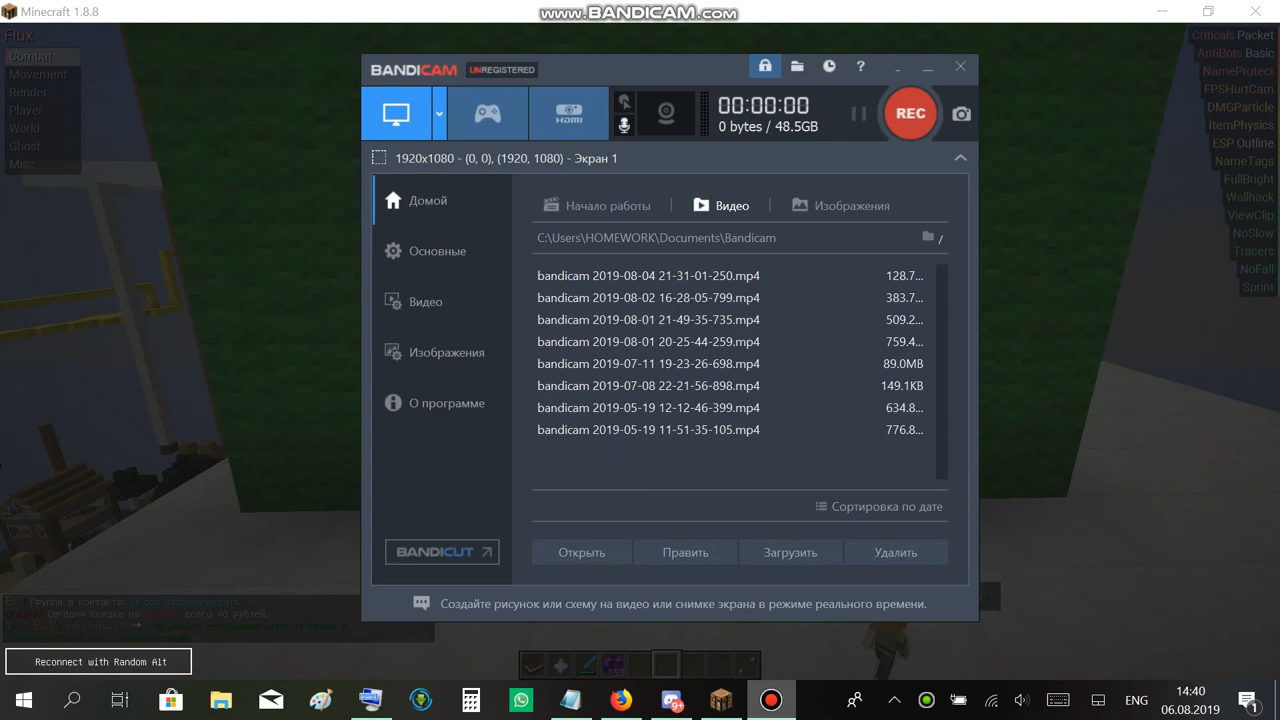 Minecraft 1.8.8
www.BANDICAM.com
Flux
Combat
Movement
Render
Player
World
Ghost
Misc
Criticals Packet
AntiBots Basic
NameProtect
FPSHurtCam
DMGParticle
ItemPhysics
ESP Outline
NameTags
FullBright
Wallhack
ViewClip
NoSlow
Tracers
NoFall
Sprint
BANDICAM UNREGISTERED
HDMI
00:00:00
0 bytes / 48.5GB
REC
1920x1080 - (0, 0), (1920, 1080) - Экран 1
Домой
Основные
Видео
Изображения
О программе
BANDICUT
Начало работы
Видео
Изображения
C:\Users\HOMEWORK\Documents\Bandicam
/
bandicam 2019-08-04 21-31-01-250.mp4 128.7...
bandicam 2019-08-02 16-28-05-799.mp4 383.7...
bandicam 2019-08-01 21-49-35-735.mp4 509.2...
bandicam 2019-08-01 20-25-44-259.mp4 759.4...
bandicam 2019-07-11 19-23-26-698.mp4 89.0MB
bandicam 2019-07-08 22-21-56-898.mp4 149.1KB
bandicam 2019-05-19 12-12-46-399.mp4 634.8...
bandicam 2019-05-19 11-51-35-105.mp4 776.8...
Сортировка по дате
Открыть Править Загрузить Удалить
Создайте рисунок или схему на видео или снимке экрана в режиме реального времени.
Группа в контакте:
Сегодня скидка на всего 40 рублей.
Reconnect with Random Alt
9+
ENG
14:40
06.08.2019
1